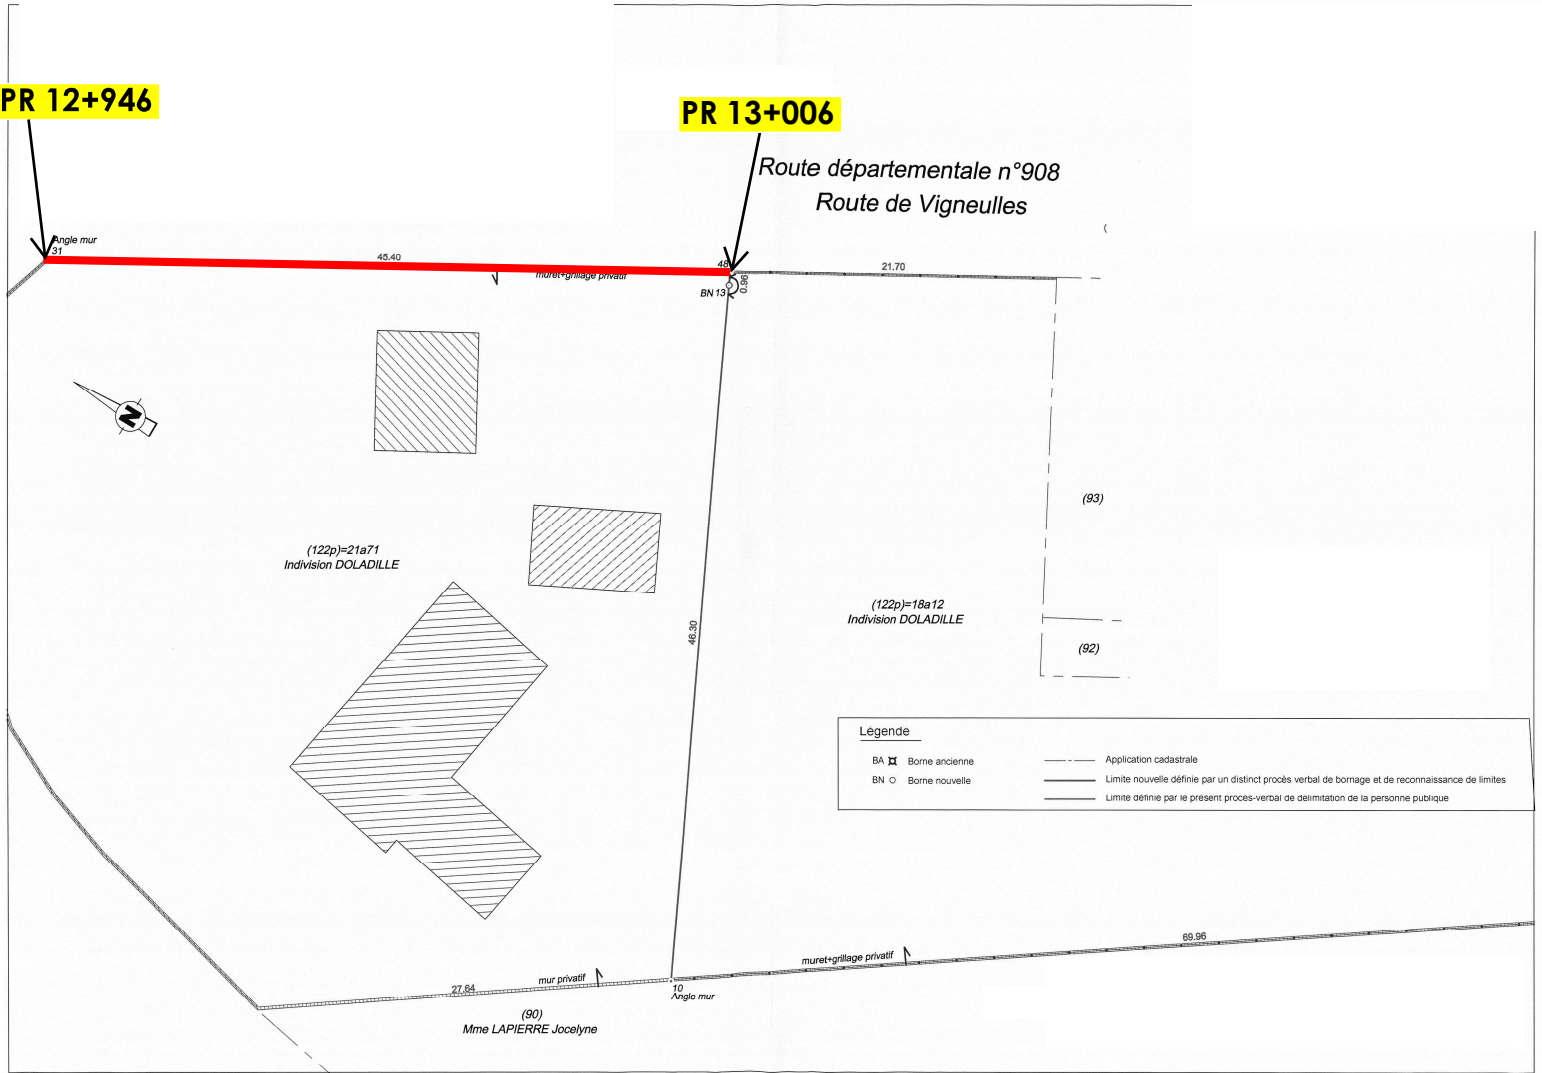 PR 12+946
PR 13+006
Route départementale n°908
Route de Vigneulles
Angle mur
31
45.40
48
21.70
muret+grillage privatif
0.96
BN 13
N
(93)
(122p)=21a71
Indivision DOLADILLE
(122p)=18a12
Indivision DOLADILLE
46.30
(92)
Légende
BA Borne ancienne
Application cadastrale
BN Borne nouvelle
Limite nouvelle définie par un distinct procès verbal de bornage et de reconnaissance de limites
Limite définie par le présent procès-verbal de délimitation de la personne publique
69.96
muret+grillage privatif
mur privatif
27.64
10
Angle mur
(90)
Mme LAPIERRE Jocelyne